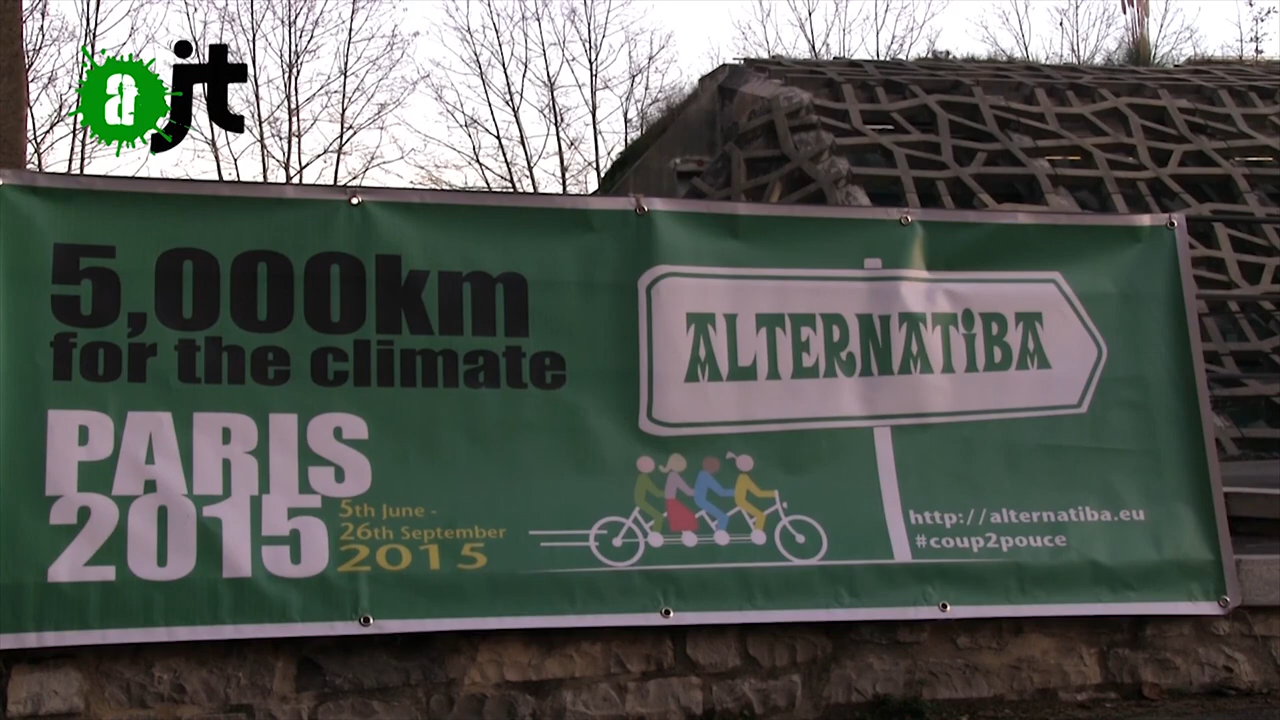 ajt
5,000km
for the climate
PARIS
2015
5th June -
26th September
2015
ALTERNATiBA
http://alternatiba.eu
#coup2pouce